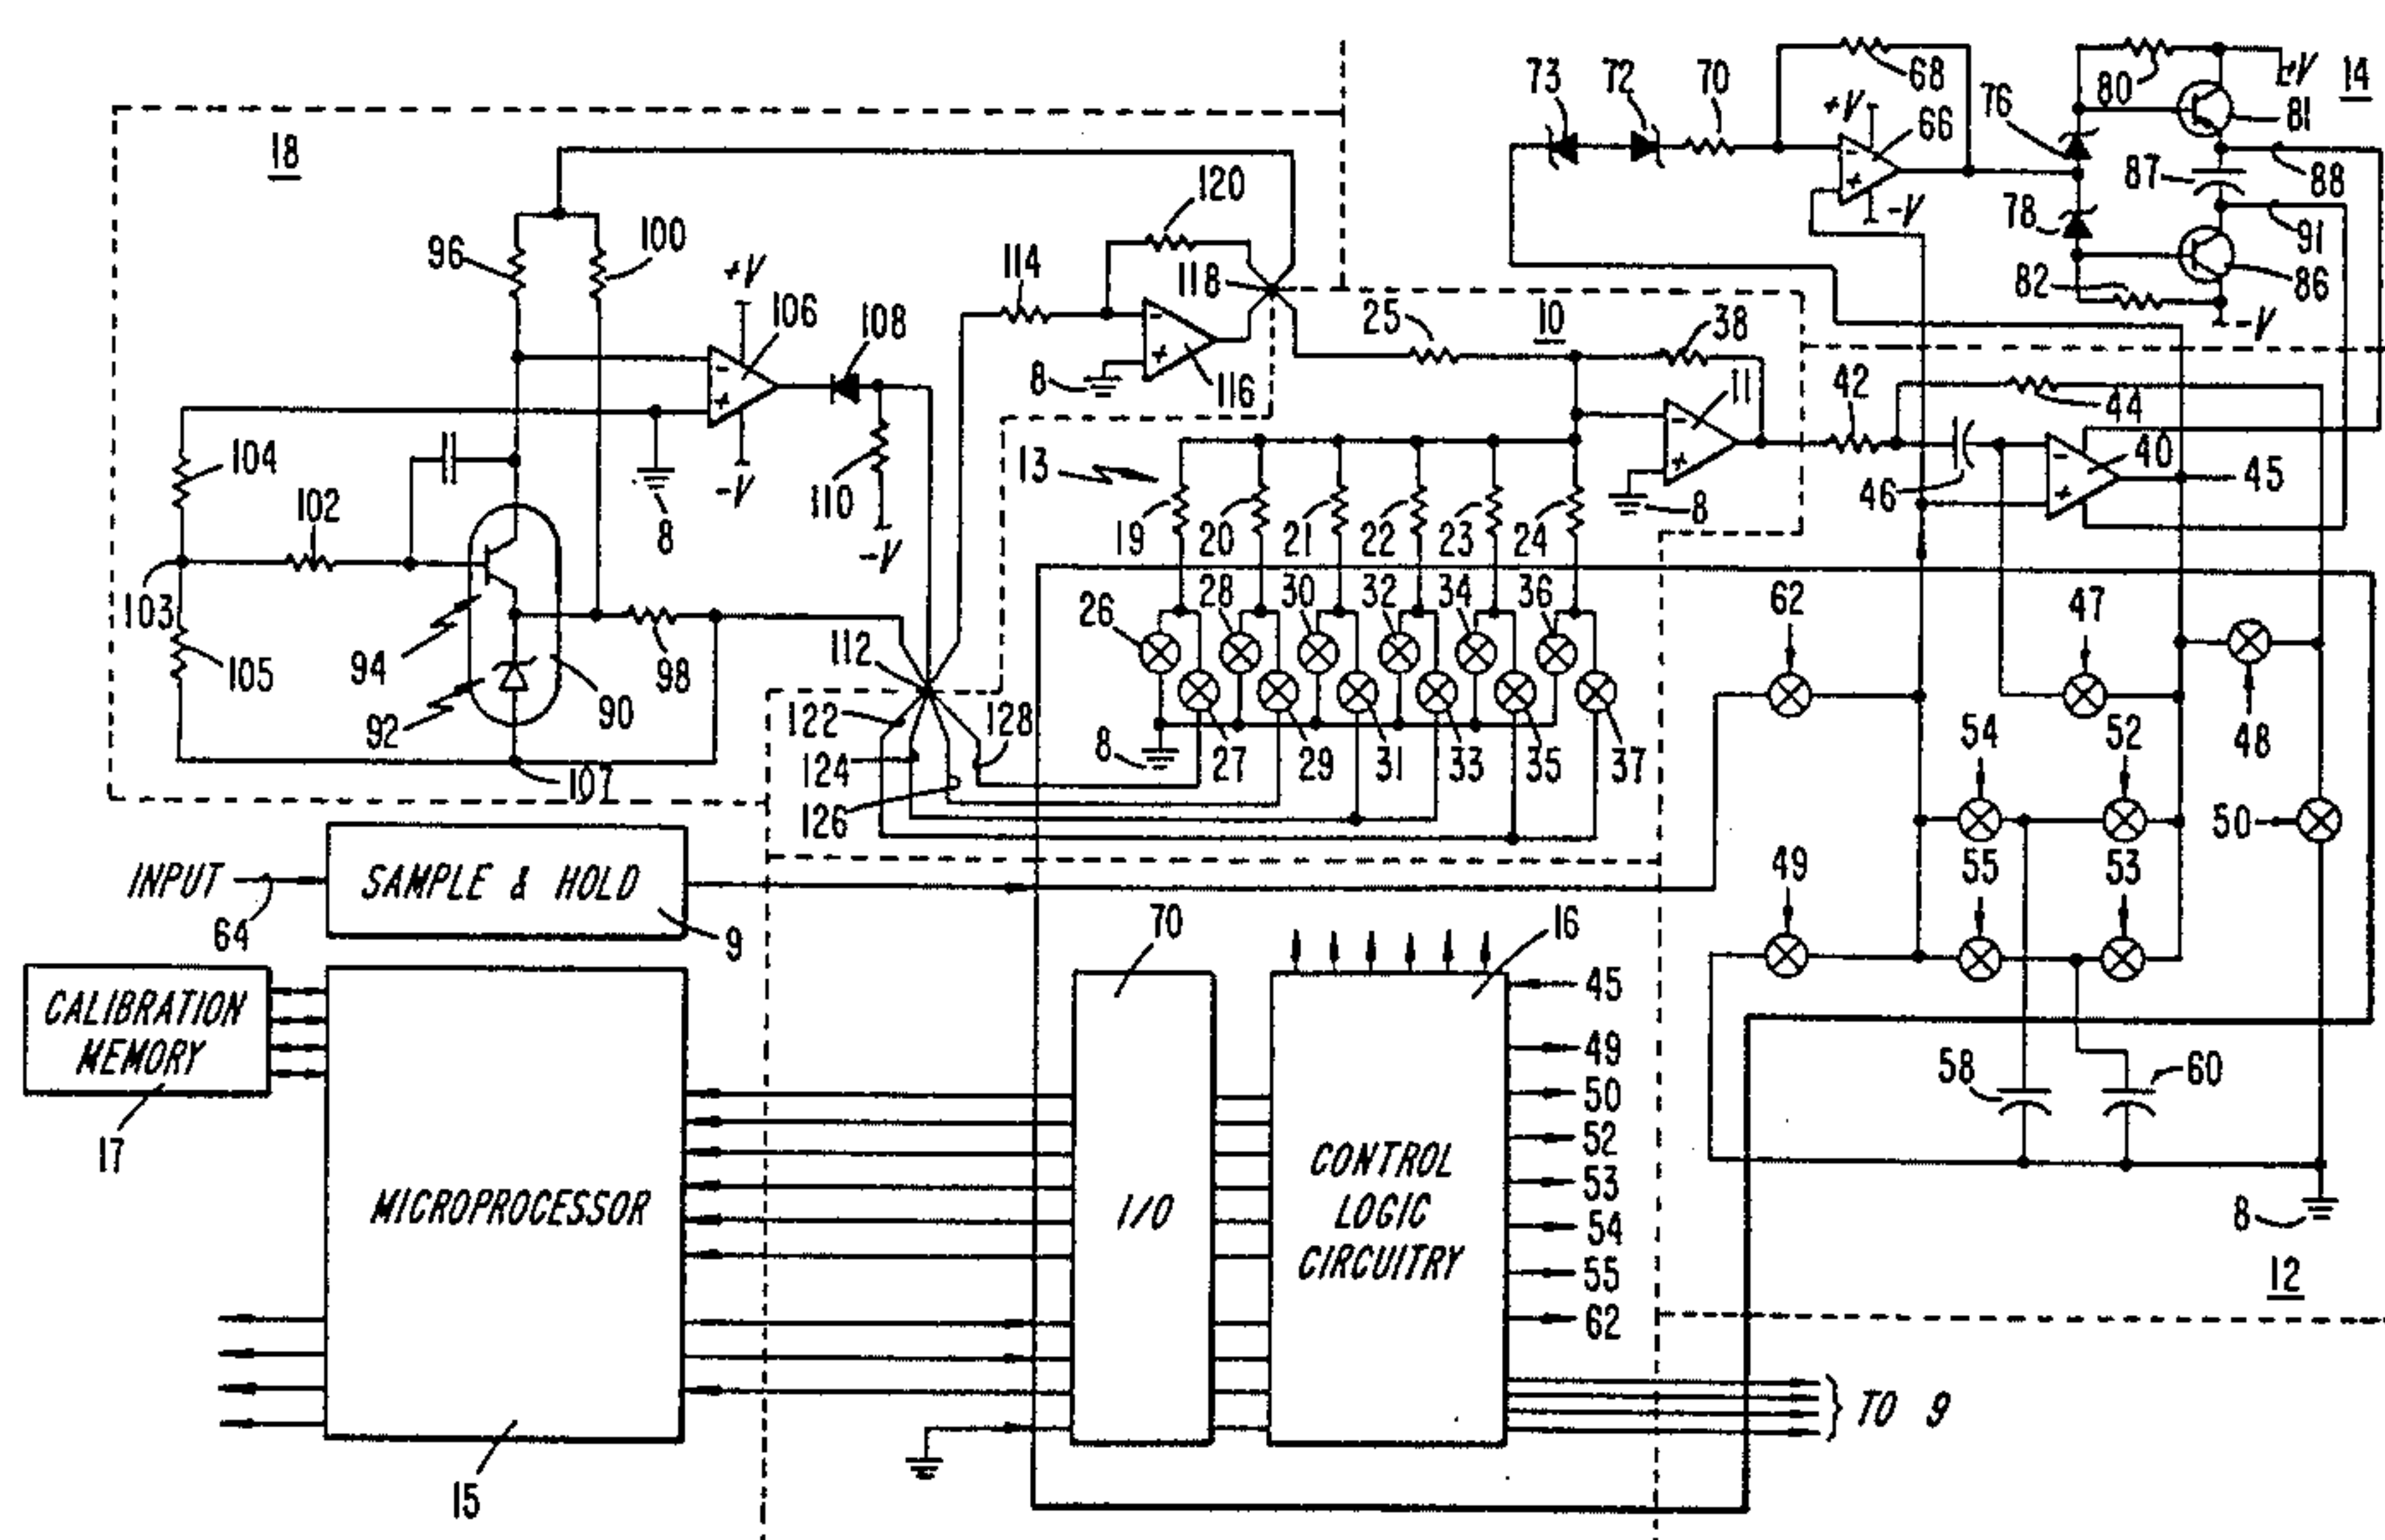 73 72 70 68 +V 66 -V 76 80 +V 81 14
87 88 78 91 82 86 -V
18 96 100 +V 106 108 -V 110 -V
114 120 118 8 116
25 10 38 11 42 44 40 45 46 8
104 102 8 103 94 105 92 90 98 107
13 19 20 21 22 23 24
26 28 30 32 34 36
112 122 124 126 128 8 27 29 31 33 35 37
62 47 48 54 52 50 49 55 53
INPUT
64
SAMPLE & HOLD
9
CALIBRATION
MEMORY
17
MICROPROCESSOR
15
70
I/O
16
CONTROL
LOGIC
CIRCUITRY
45
49
50
52
53
54
55
62
TO 9
58 60
8
12